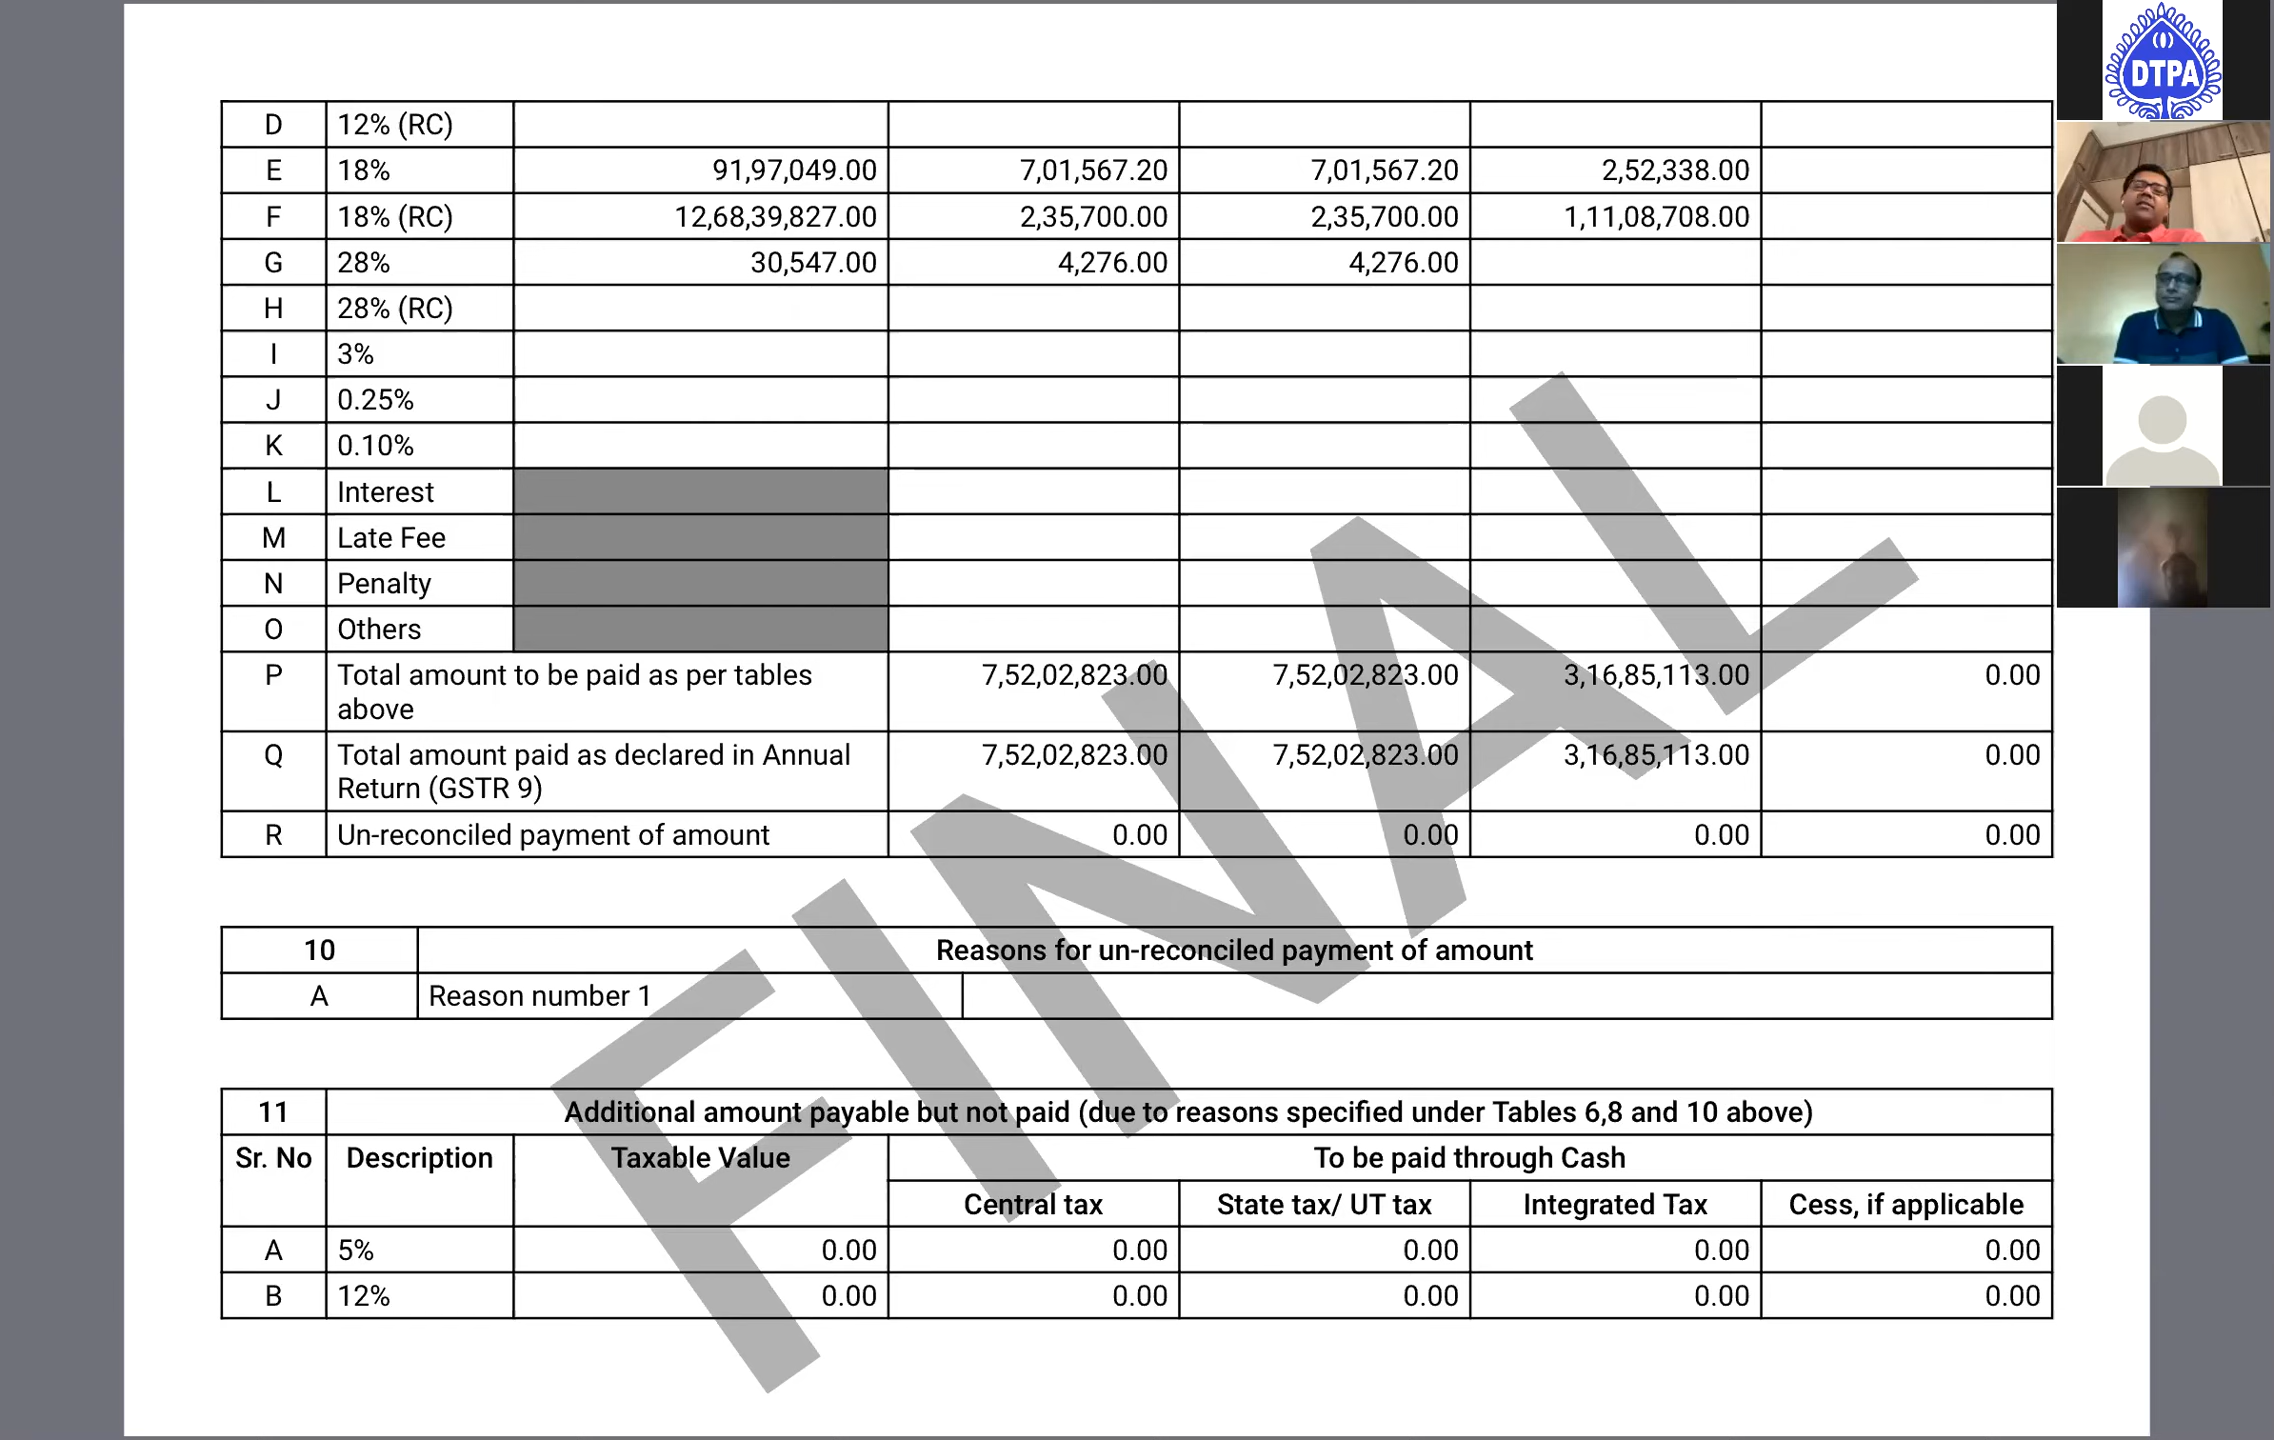 D 12% (RC)
E 18% 91,97,049.00 7,01,567.20 7,01,567.20 2,52,338.00
F 18% (RC) 12,68,39,827.00 2,35,700.00 2,35,700.00 1,11,08,708.00
G 28% 30,547.00 4,276.00 4,276.00
H 28% (RC)
I 3%
J 0.25%
K 0.10%
L Interest
M Late Fee
N Penalty
O Others
P Total amount to be paid as per tables 7,52,02,823.00 7,52,02,823.00 3,16,85,113.00 0.00
above
Q Total amount paid as declared in Annual 7,52,02,823.00 7,52,02,823.00 3,16,85,113.00 0.00
Return (GSTR 9)
R Un-reconciled payment of amount 0.00 0.00 0.00 0.00
10 Reasons for un-reconciled payment of amount
A Reason number 1
11 Additional amount payable but not paid (due to reasons specified under Tables 6,8 and 10 above)
Sr. No Description Taxable Value To be paid through Cash
Central tax State tax/ UT tax Integrated Tax Cess, if applicable
A 5% 0.00 0.00 0.00 0.00 0.00
B 12% 0.00 0.00 0.00 0.00 0.00
FINAL
DTPA